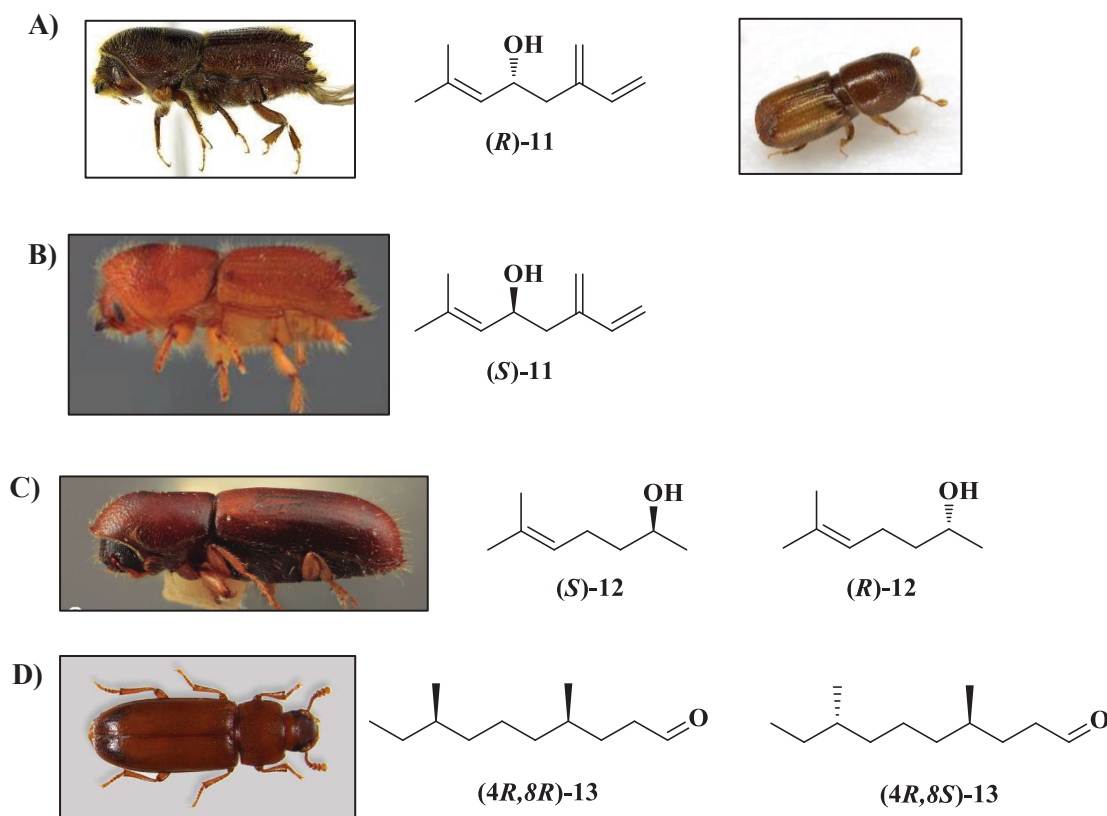 A)
OH
(R)-11
B)
OH
(S)-11
C)
OH
(S)-12
OH
(R)-12
D)
O
(4R,8R)-13
O
(4R,8S)-13